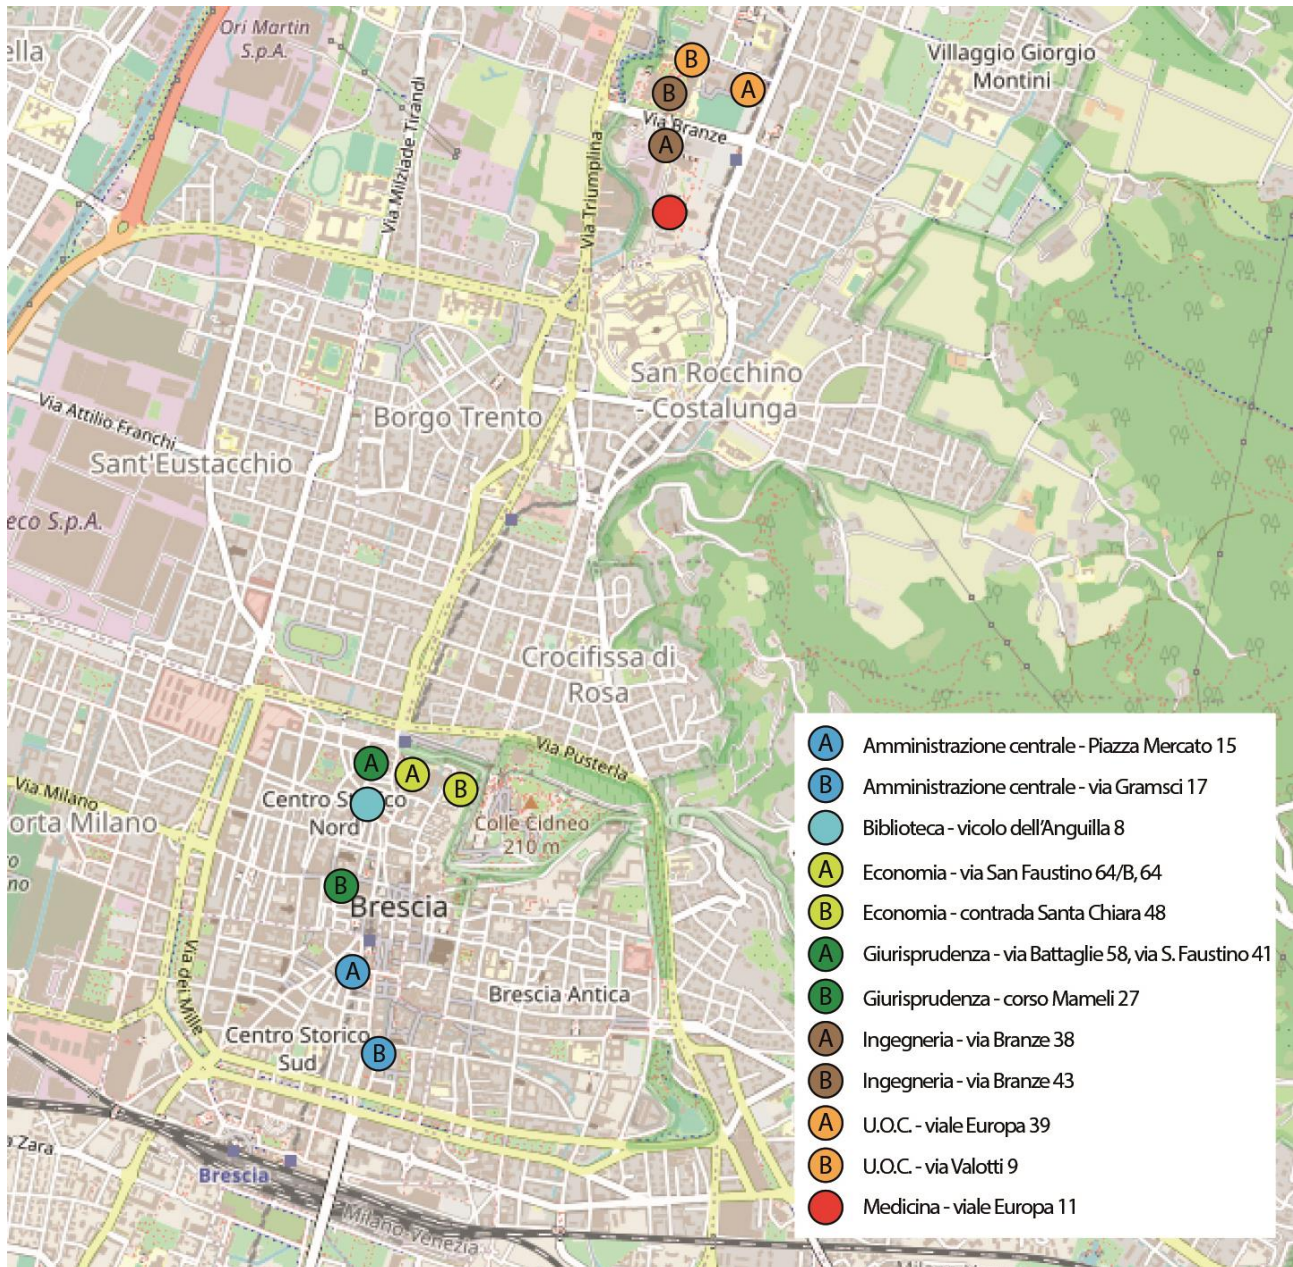 Ori Martin
S.p.A.
ella
Villaggio Giorgio
Montini
B
B
A
Via Branze
A
Via Milziade Tirandi
Via Triumplina
San Rocchino
- Costalunga
Via Attilio Franchi
Borgo Trento
Sant'Eustacchio
eco S.p.A.
Crocifissa di
Rosa
Via Pusterla
A
A
B
Via Milano
Centro S
co
Nord
orta Milano
Colle Cidneo
210 m
o
no
B
Brescia
Via dei Mille
A
Brescia Antica
Centro Storico
Sud
B
a Zara
Brescia
Milano-Venezia
A Amministrazione centrale - Piazza Mercato 15
B Amministrazione centrale - via Gramsci 17
Biblioteca - vicolo dell'Anguilla 8
A Economia - via San Faustino 64/B, 64
B Economia - contrada Santa Chiara 48
A Giurisprudenza - via Battaglie 58, via S. Faustino 41
B Giurisprudenza - corso Mameli 27
A Ingegneria - via Branze 38
B Ingegneria - via Branze 43
A U.O.C. - viale Europa 39
B U.O.C. - via Valotti 9
Medicina - viale Europa 11